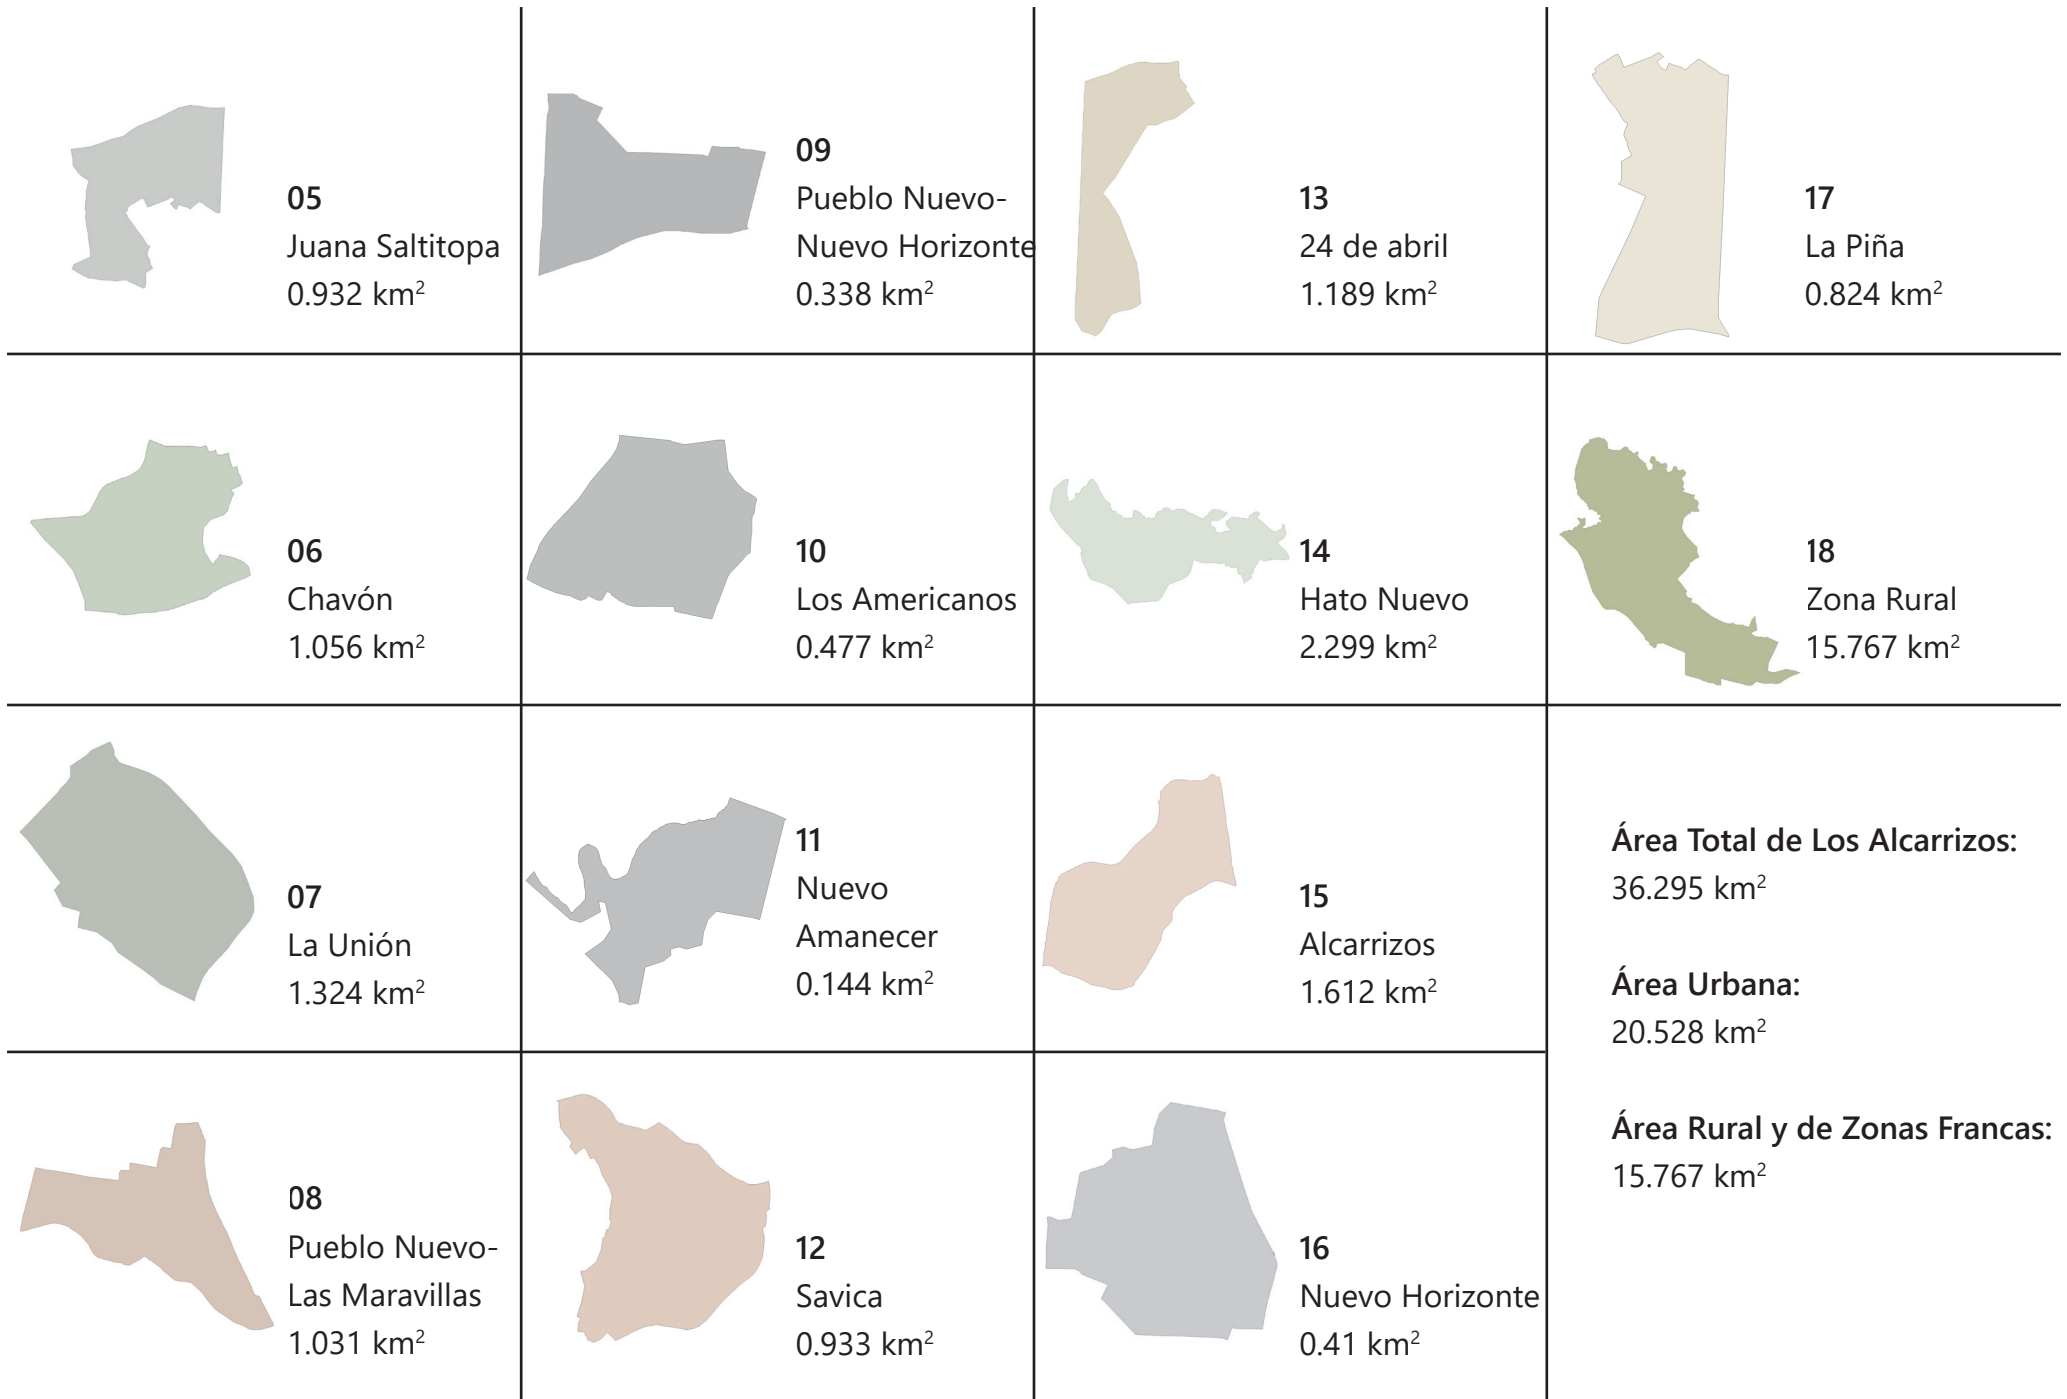 05
Juana Saltitopa
0.932 km²
09
Pueblo Nuevo-
Nuevo Horizonte
0.338 km²
13
24 de abril
1.189 km²
17
La Piña
0.824 km²
06
Chavón
1.056 km²
10
Los Americanos
0.477 km²
14
Hato Nuevo
2.299 km²
18
Zona Rural
15.767 km²
07
La Unión
1.324 km²
11
Nuevo
Amanecer
0.144 km²
15
Alcarrizos
1.612 km²
08
Pueblo Nuevo-
Las Maravillas
1.031 km²
12
Savica
0.933 km²
16
Nuevo Horizonte
0.41 km²
Área Total de Los Alcarrizos:
36.295 km²
Área Urbana:
20.528 km²
Área Rural y de Zonas Francas:
15.767 km²